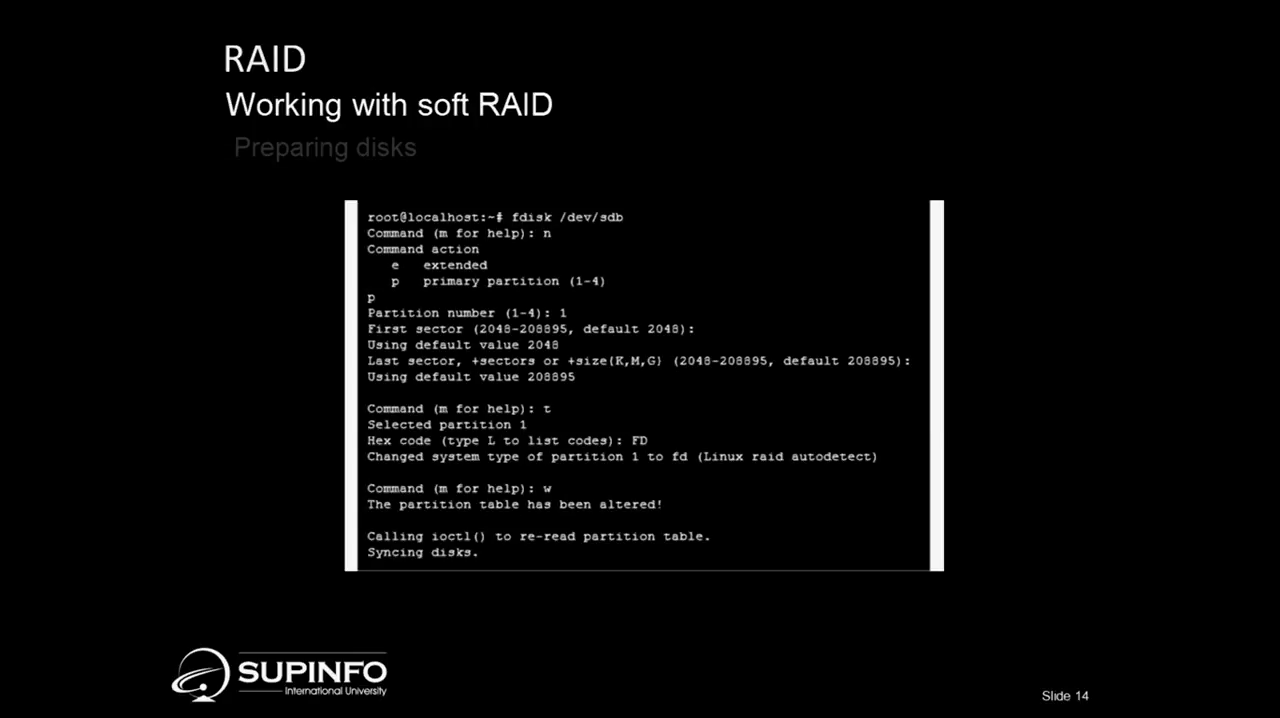 RAID
Working with soft RAID
Preparing disks
root@localhost:~# fdisk /dev/sdb
Command (m for help): n
Command action
e extended
p primary partition (1-4)
p
Partition number (1-4): 1
First sector (2048-208895, default 2048):
Using default value 2048
Last sector, +sectors or +size{K,M,G} (2048-208895, default 208895):
Using default value 208895
Command (m for help): t
Selected partition 1
Hex code (type L to list codes): FD
Changed system type of partition 1 to fd (Linux raid autodetect)
Command (m for help): w
The partition table has been altered!
Calling ioctl() to re-read partition table.
Syncing disks.
SUPINFO
International University
Slide 14